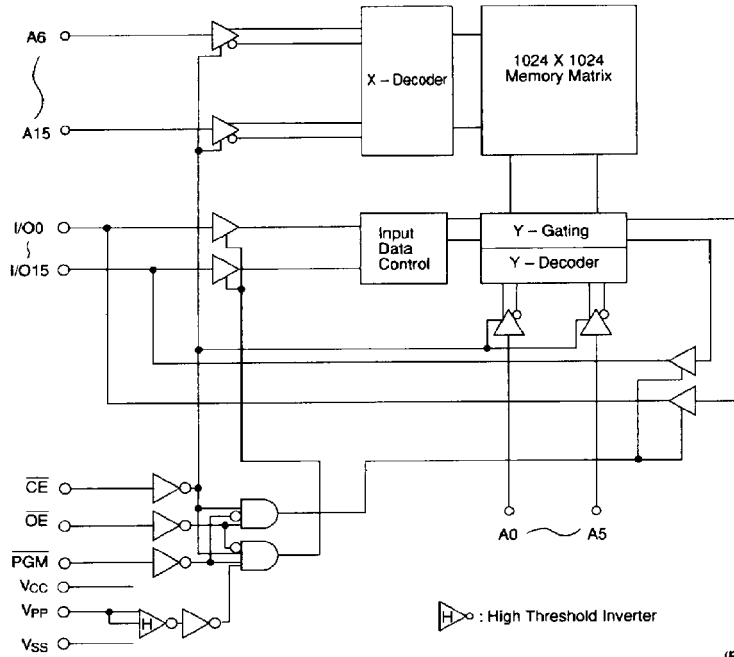 A6
A15
X – Decoder
1024 X 1024
Memory Matrix
I/O0
I/O15
Input
Data
Control
Y – Gating
Y – Decoder
CE
OE
PGM
VCC
VPP
VSS
A0
A5
H
H
: High Threshold Inverter